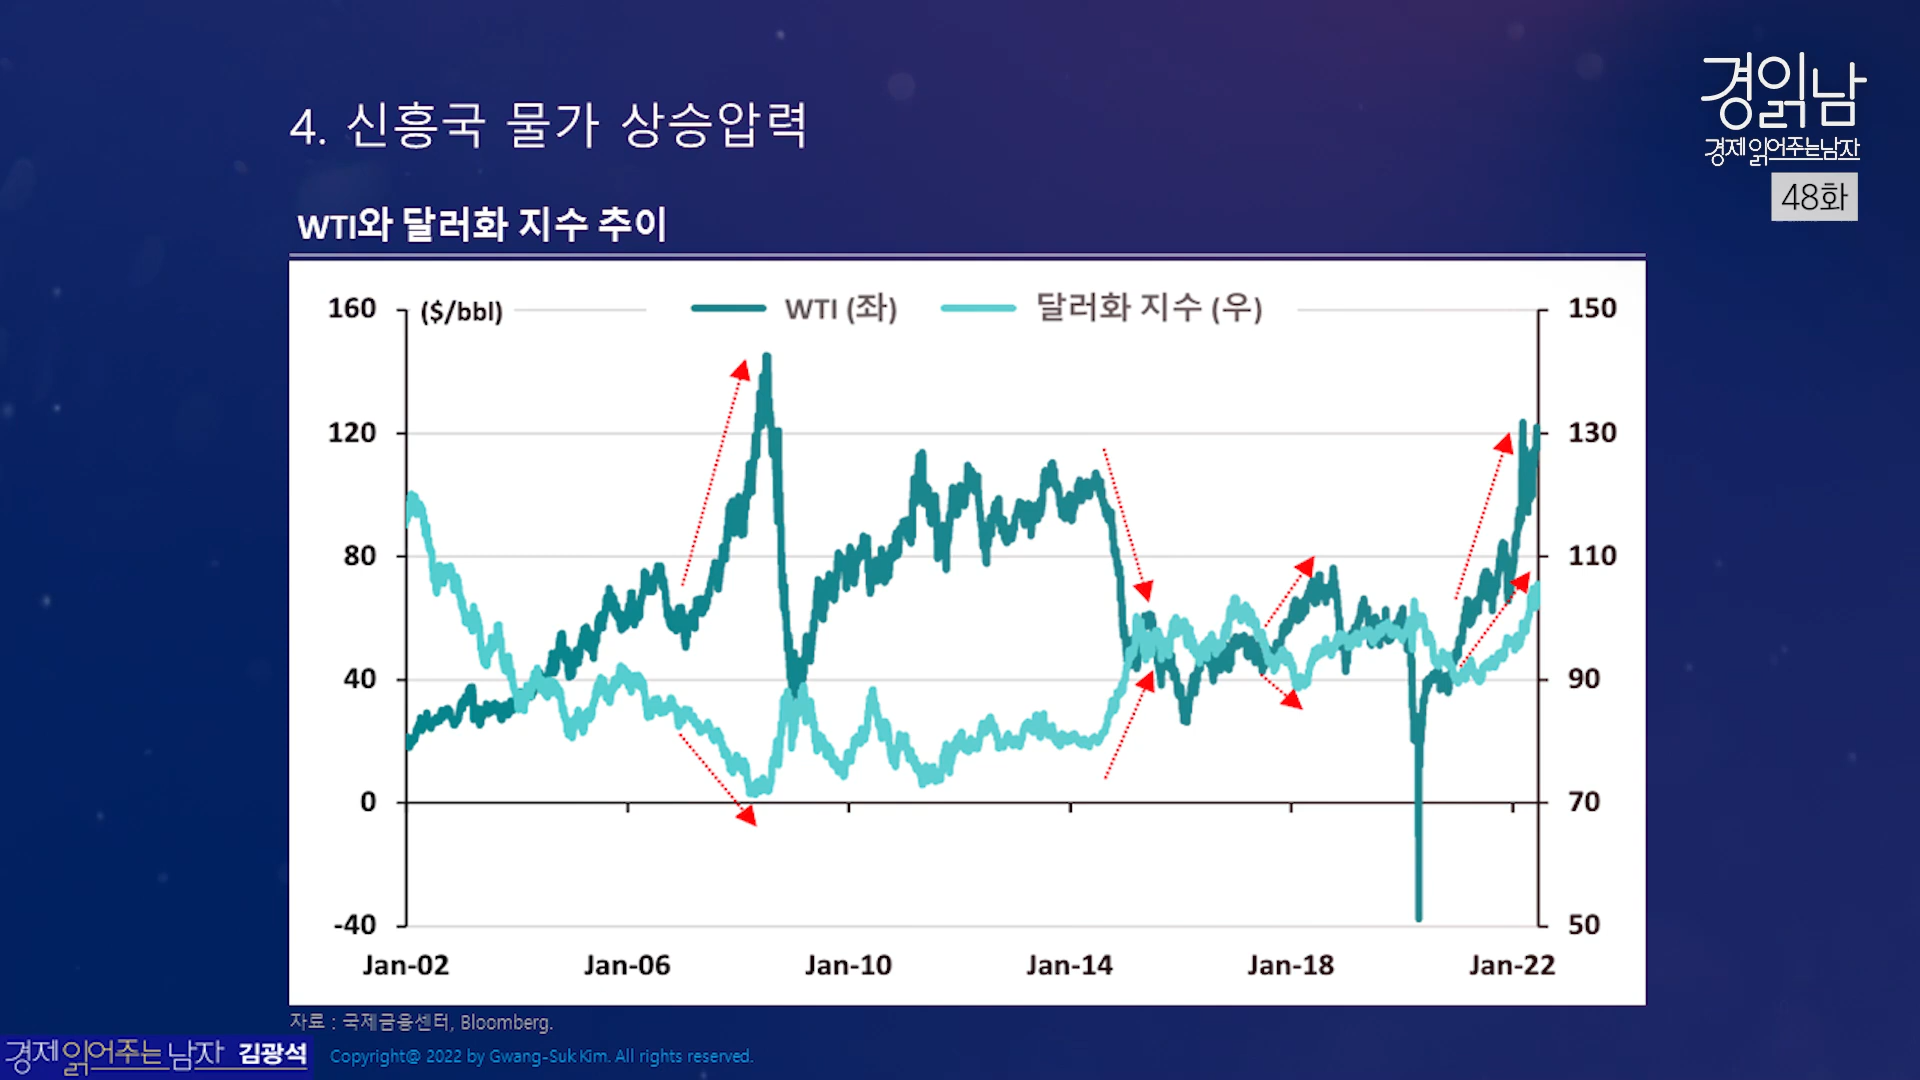 경읽남
경제읽어주는남자
48화
4. 신흥국 물가 상승압력
WTI와 달러화 지수 추이
($/bbl)
WTI (좌)
달러화 지수 (우)
160
120
80
40
0
-40
150
130
110
90
70
50
Jan-02 Jan-06 Jan-10 Jan-14 Jan-18 Jan-22
자료 : 국제금융센터, Bloomberg.
경제읽어주는남자 김광석
Copyright@ 2022 by Gwang-Suk Kim. All rights reserved.